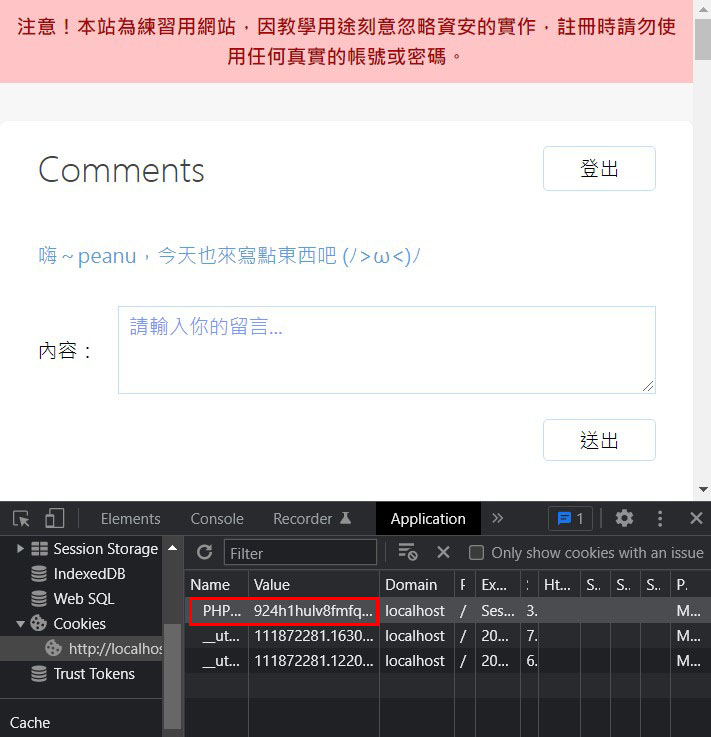 注意！本站為練習用網站，因教學用途刻意忽略資安的實作，註冊時請勿使
用任何真實的帳號或密碼。
Comments
登出
嗨～peanu，今天也來寫點東西吧 (ﾉ>ω<)ﾉ
內容：
請輸入你的留言...
送出
Elements Console Recorder Application » 1
Session Storage
IndexedDB
Web SQL
Cookies
http://localhos
Trust Tokens
Cache
Filter Only show cookies with an issue
Name Value Domain P Ex... S Ht... S.. S.. S.. P.
PHP... 924h1hulv8fmfq... localhost / Ses... 3. M...
__ut... 111872281.1630... localhost / 20... 7. M...
__ut... 111872281.1220... localhost / 20... 6. M...